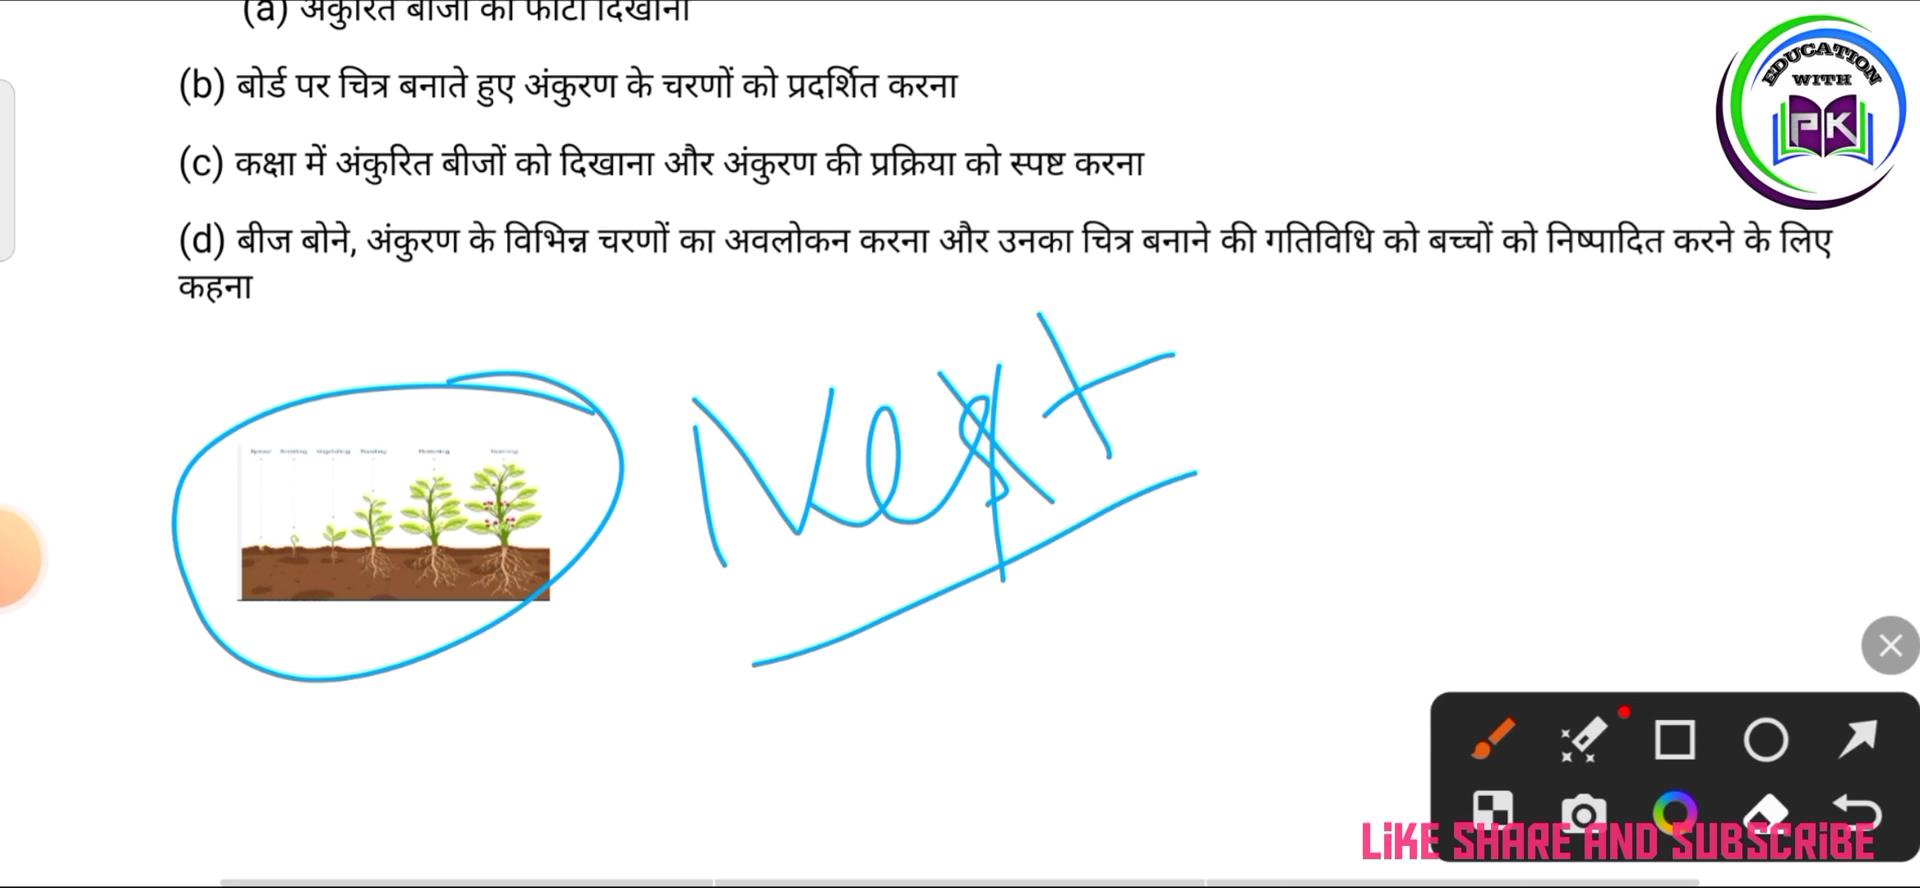 (a) अंकुरित बीजों का फोटो दिखाना
(b) बोर्ड पर चित्र बनाते हुए अंकुरण के चरणों को प्रदर्शित करना
(c) कक्षा में अंकुरित बीजों को दिखाना और अंकुरण की प्रक्रिया को स्पष्ट करना
(d) बीज बोने, अंकुरण के विभिन्न चरणों का अवलोकन करना और उनका चित्र बनाने की गतिविधि को बच्चों को निष्पादित करने के लिए
कहना
EDUCATION
WITH
PK
Next
LIKE SHARE AND SUBSCRIBE